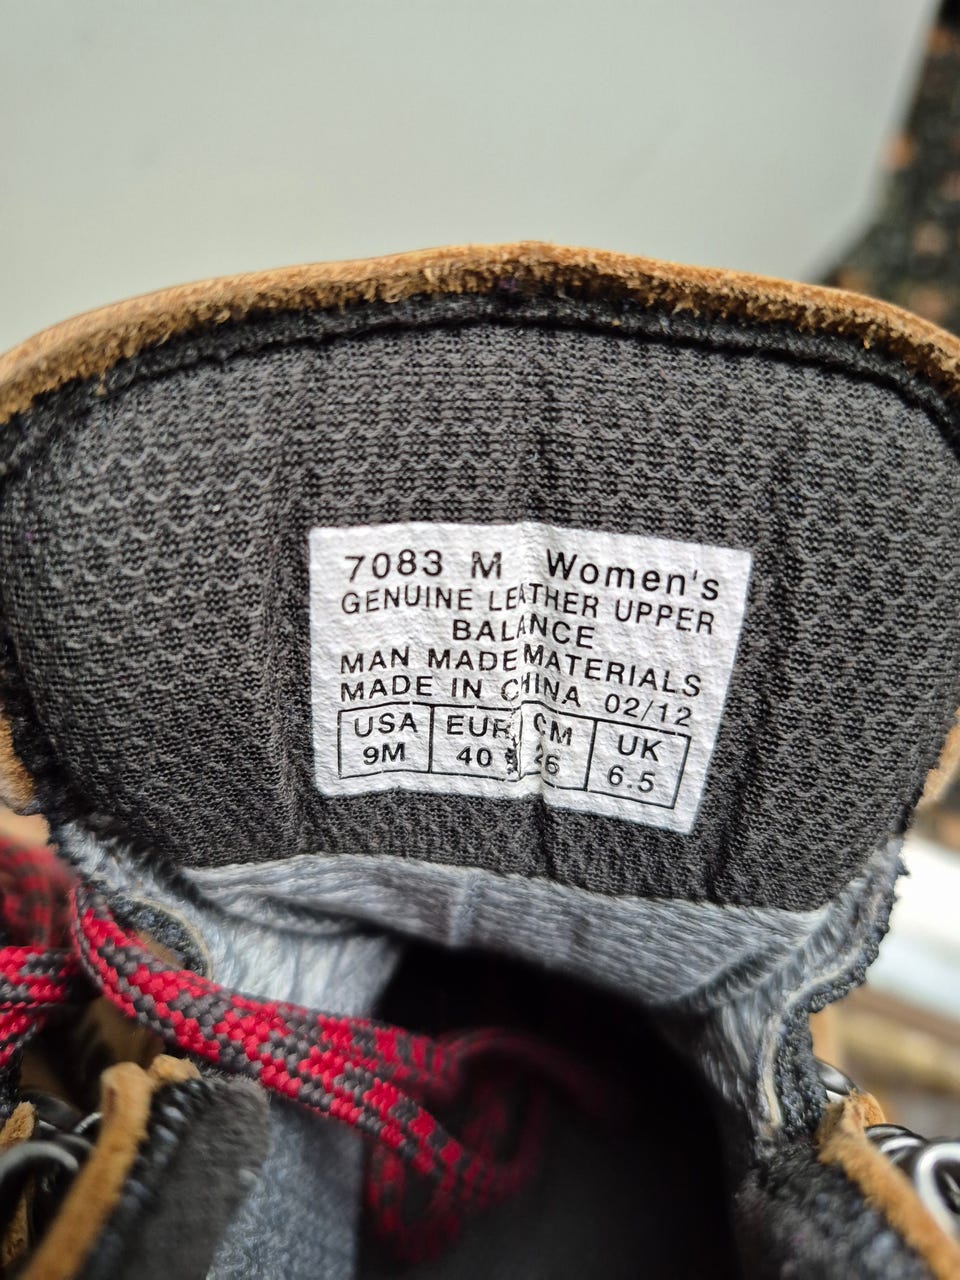 7083 M Women's
GENUINE LEATHER UPPER
BALANCE
MAN MADE MATERIALS
MADE IN CHINA 02/12
USA EUR CM UK
9M 40 26 6.5